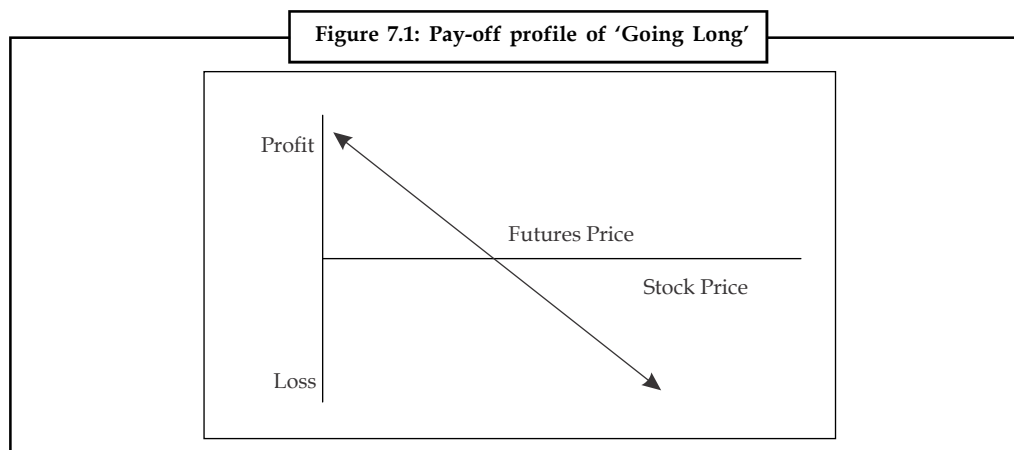 Figure 7.1: Pay-off profile of ‘Going Long’
Profit
Futures Price
Stock Price
Loss